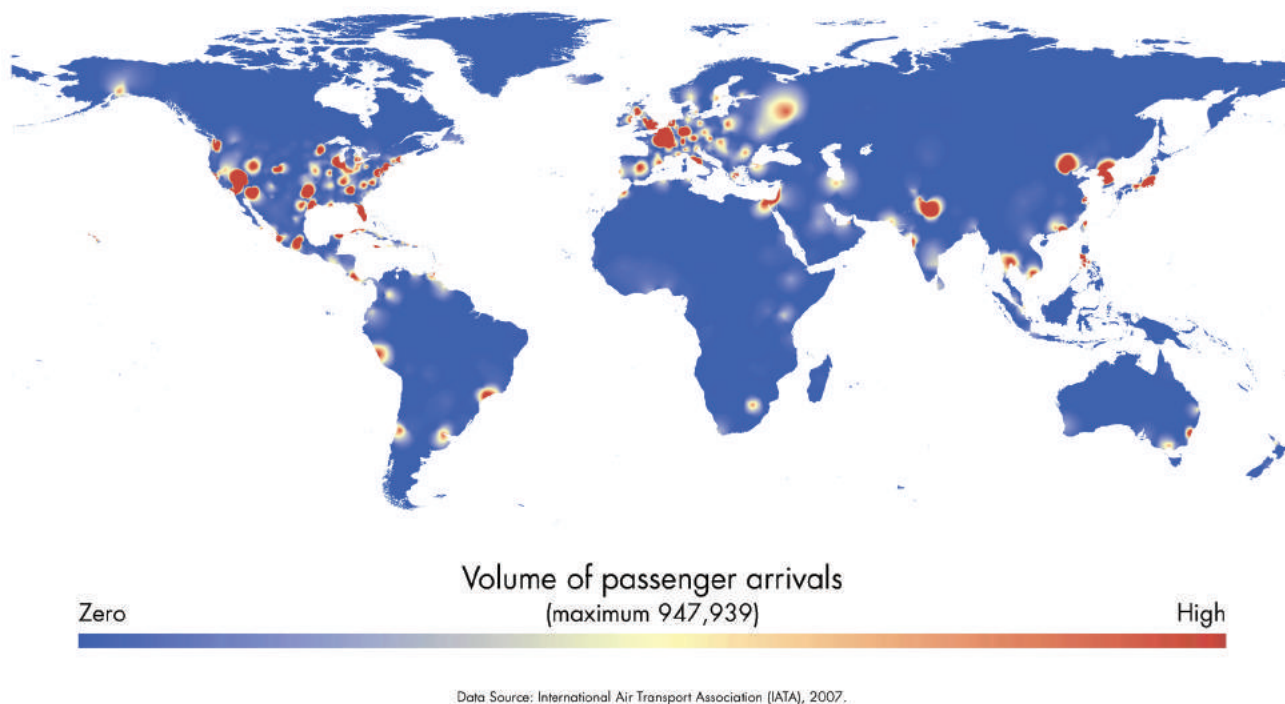 Volume of passenger arrivals
Zero
(maximum 947,939)
High
Data Source: International Air Transport Association (IATA), 2007.